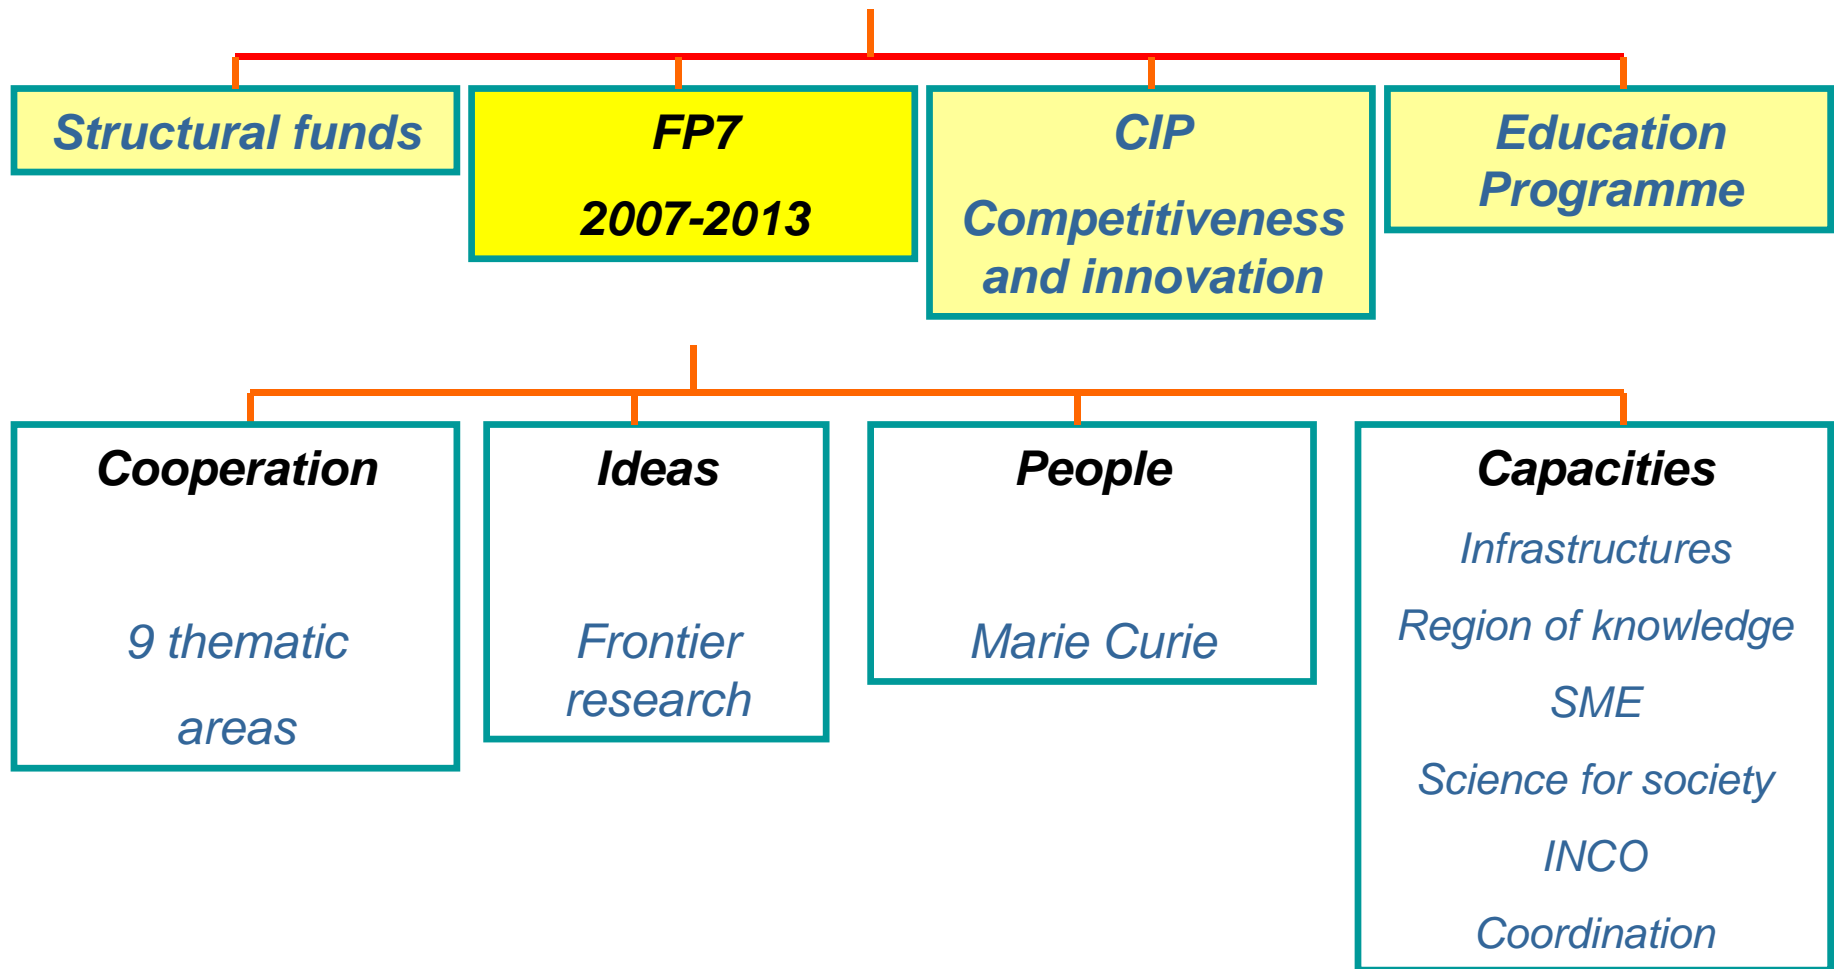 Structural funds
FP7
2007-2013
CIP
Competitiveness
and innovation
Education
Programme
Cooperation
9 thematic
areas
Ideas
Frontier
research
People
Marie Curie
Capacities
Infrastructures
Region of knowledge
SME
Science for society
INCO
Coordination